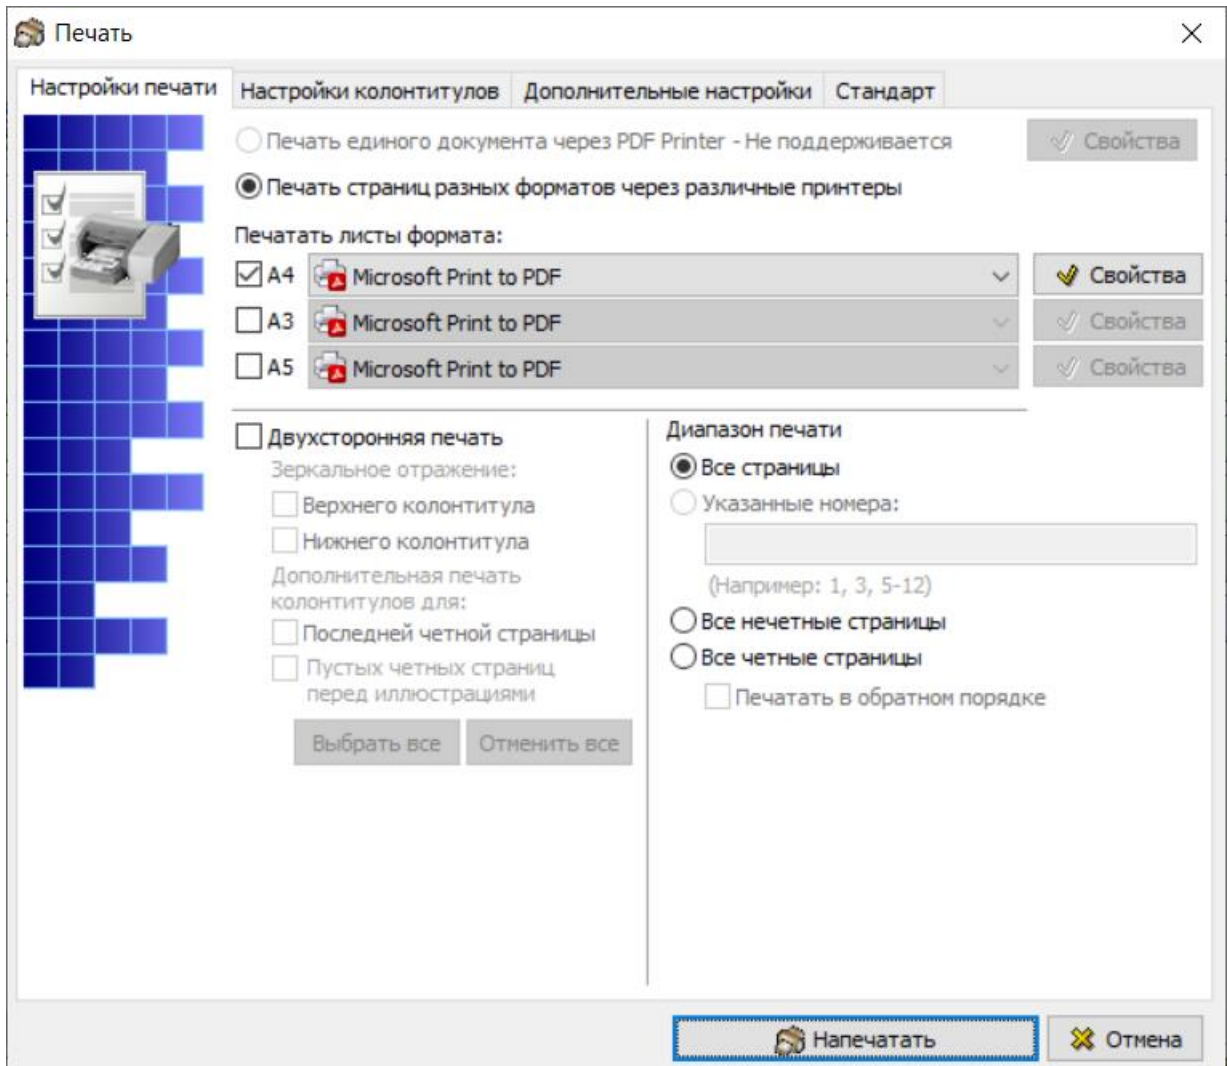 Печать
Настройки печати Настройки колонтитулов Дополнительные настройки Стандарт
Печать единого документа через PDF Printer - Не поддерживается Свойства
Печать страниц разных форматов через различные принтеры
Печатать листы формата:
A4 Microsoft Print to PDF Свойства
A3 Microsoft Print to PDF Свойства
A5 Microsoft Print to PDF Свойства
Двухсторонняя печать
Зеркальное отражение:
Верхнего колонтитула
Нижнего колонтитула
Дополнительная печать
колонтитулов для:
Последней четной страницы
Пустых четных страниц
перед иллюстрациями
Выбрать все Отменить все
Диапазон печати
Все страницы
Указанные номера:
(Например: 1, 3, 5-12)
Все нечетные страницы
Все четные страницы
Печатать в обратном порядке
Напечатать Отмена